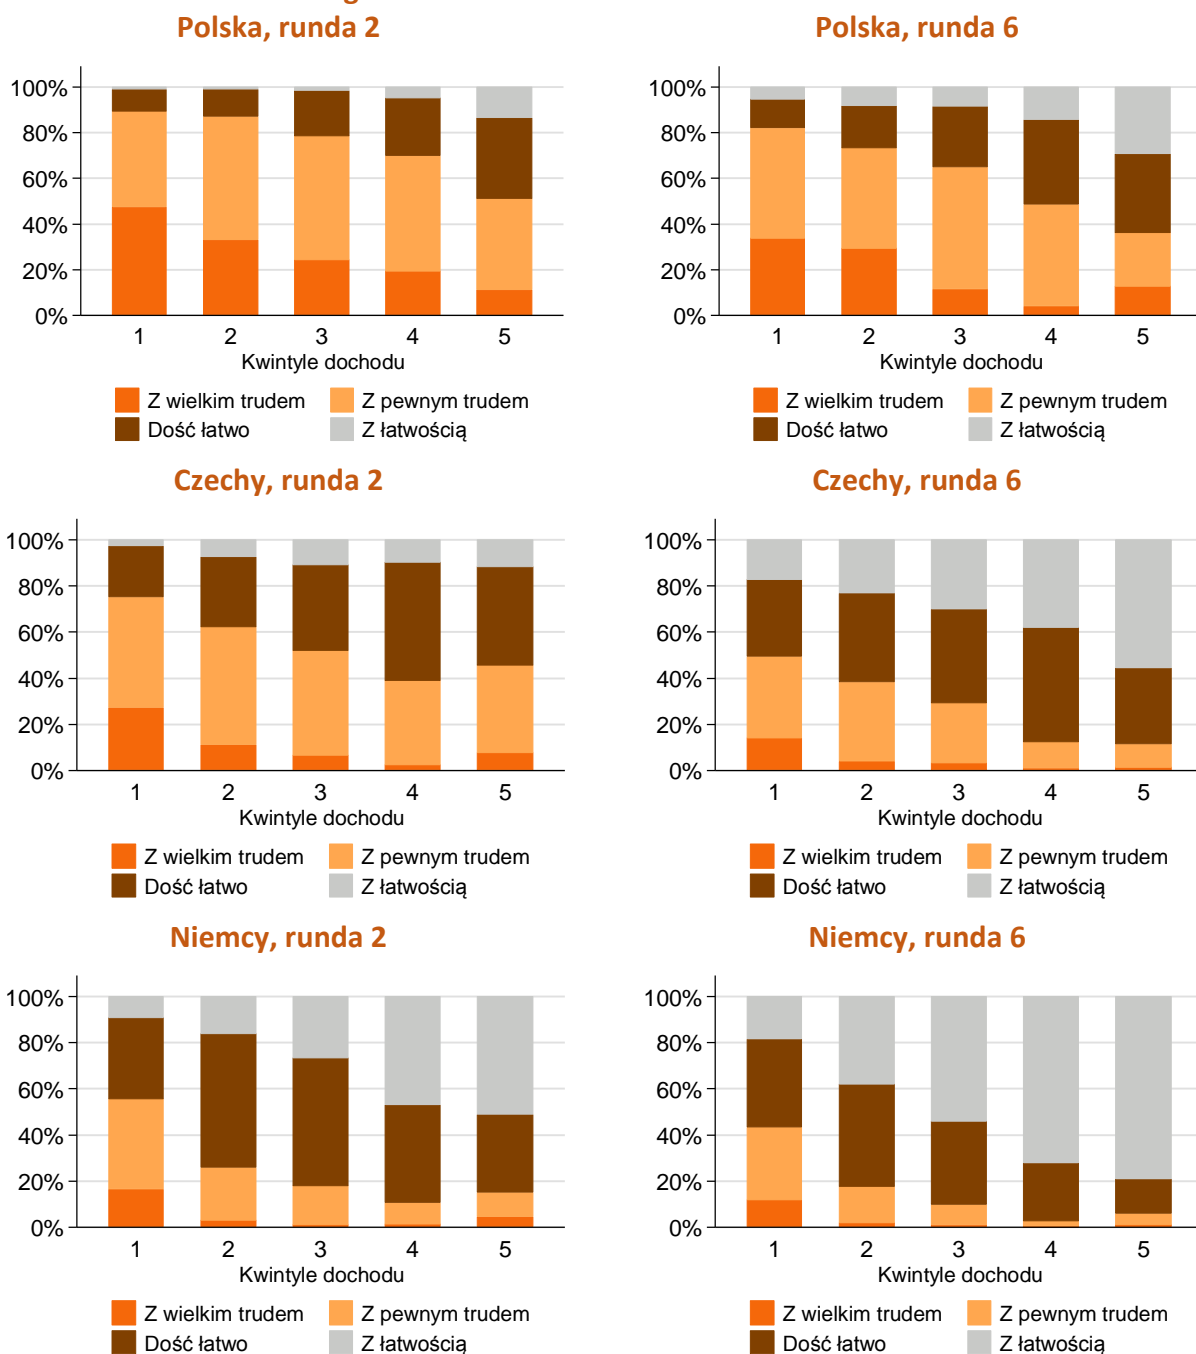 Polska, runda 2
Polska, runda 6
100%
80%
60%
40%
20%
0%
1 2 3 4 5
Kwintyle dochodu
Z wielkim trudem Z pewnym trudem
Dość łatwo Z łatwością
100%
80%
60%
40%
20%
0%
1 2 3 4 5
Kwintyle dochodu
Z wielkim trudem Z pewnym trudem
Dość łatwo Z łatwością
Czechy, runda 2
Czechy, runda 6
100%
80%
60%
40%
20%
0%
1 2 3 4 5
Kwintyle dochodu
Z wielkim trudem Z pewnym trudem
Dość łatwo Z łatwością
100%
80%
60%
40%
20%
0%
1 2 3 4 5
Kwintyle dochodu
Z wielkim trudem Z pewnym trudem
Dość łatwo Z łatwością
Niemcy, runda 2
Niemcy, runda 6
100%
80%
60%
40%
20%
0%
1 2 3 4 5
Kwintyle dochodu
Z wielkim trudem Z pewnym trudem
Dość łatwo Z łatwością
100%
80%
60%
40%
20%
0%
1 2 3 4 5
Kwintyle dochodu
Z wielkim trudem Z pewnym trudem
Dość łatwo Z łatwością